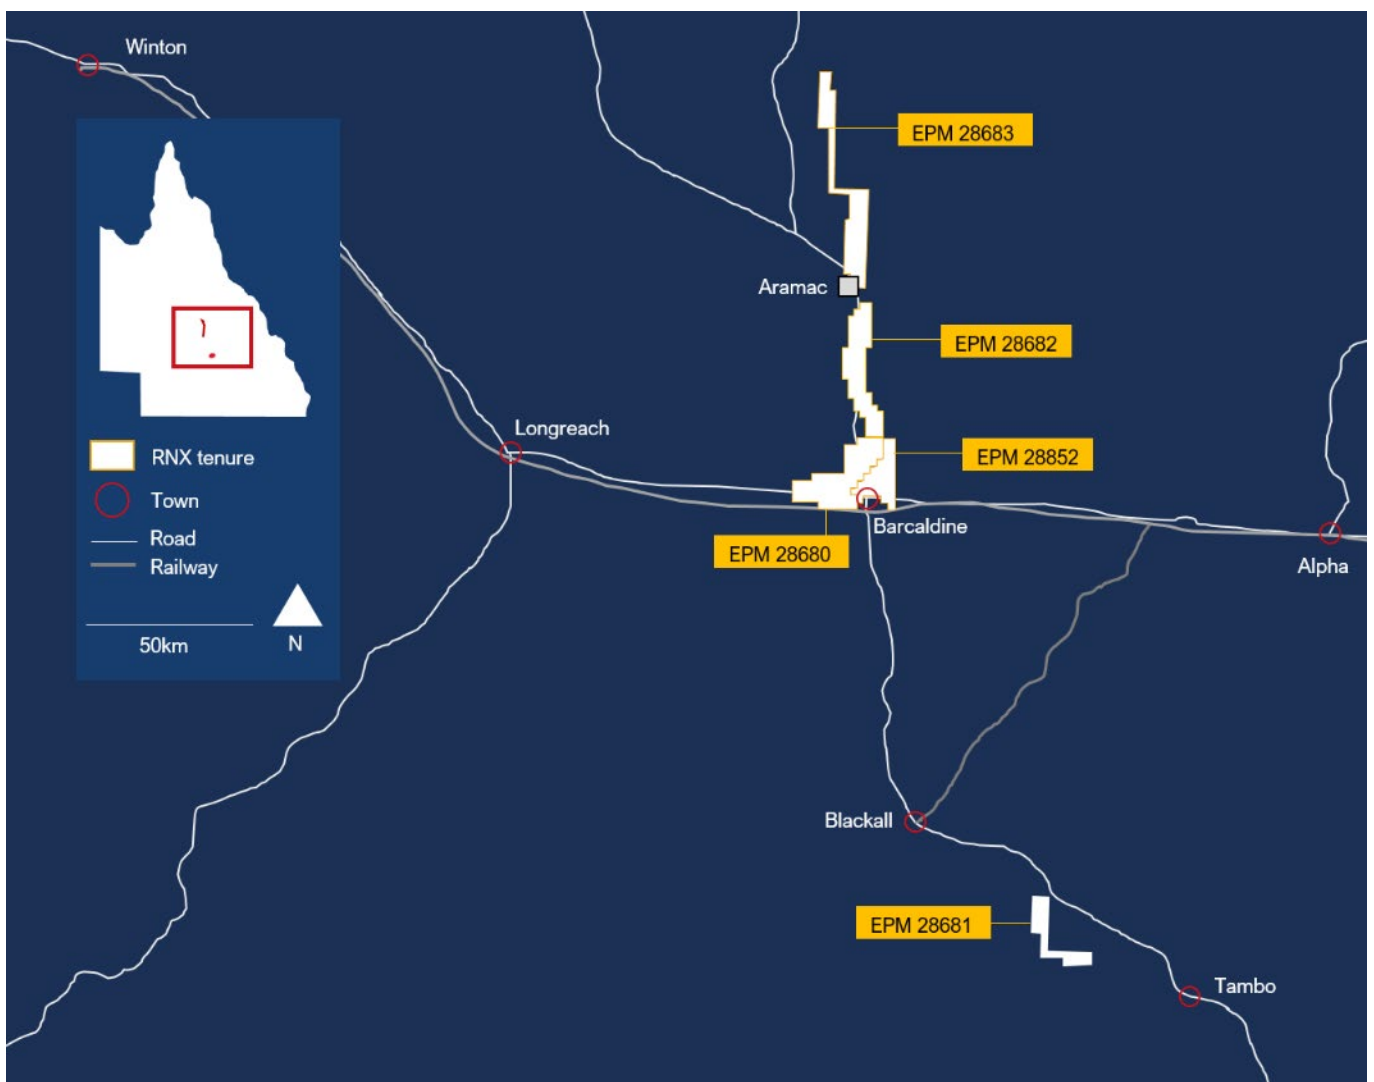 Winton
EPM 28683
Aramac
EPM 28682
Longreach
EPM 28852
RNX tenure
Town
Road
Railway
50km
N
Barcaldine
EPM 28680
Alpha
Blackall
EPM 28681
Tambo